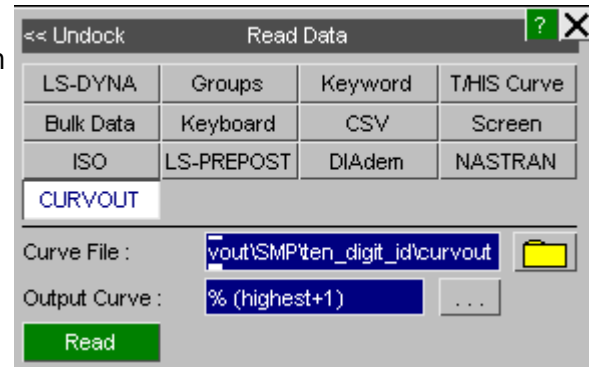 << Undock Read Data ? X
n
LS-DYNA Groups Keyword T/HIS Curve
Bulk Data Keyboard CSV Screen
ISO LS-PREPOST DIAdem NASTRAN
CURVOUT
Curve File : vout\SMP\ten_digit_id\curvout
Output Curve : % (highest+1) ...
Read